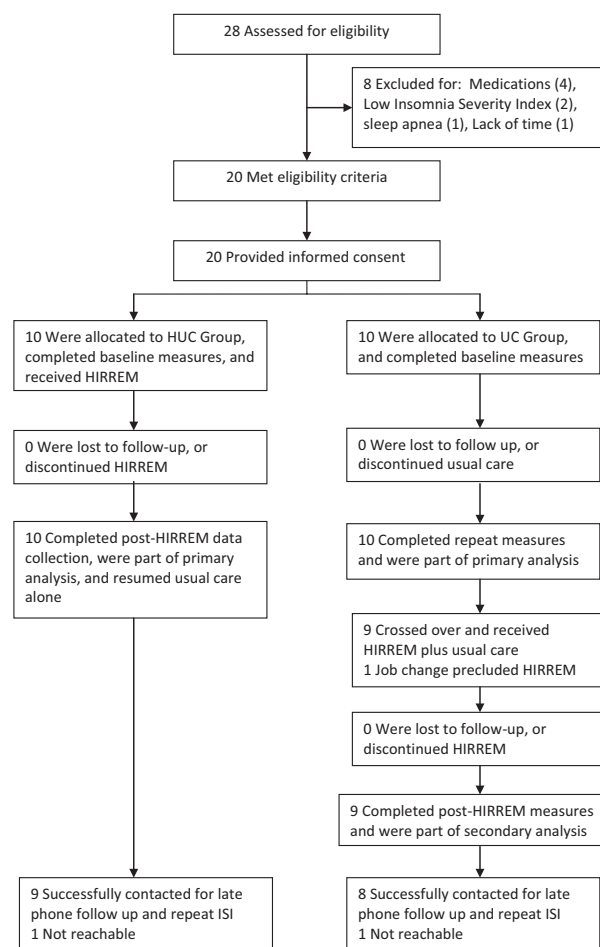 28 Assessed for eligibility
8 Excluded for: Medications (4),
Low Insomnia Severity Index (2),
sleep apnea (1), Lack of time (1)
20 Met eligibility criteria
20 Provided informed consent
10 Were allocated to HUC Group,
completed baseline measures, and
received HIRREM
10 Were allocated to UC Group,
and completed baseline measures
0 Were lost to follow-up, or
discontinued HIRREM
0 Were lost to follow up, or
discontinued usual care
10 Completed post-HIRREM data
collection, were part of primary
analysis, and resumed usual care
alone
10 Completed repeat measures
and were part of primary analysis
9 Crossed over and received
HIRREM plus usual care
1 Job change precluded HIRREM
0 Were lost to follow-up, or
discontinued HIRREM
9 Completed post-HIRREM measures
and were part of secondary analysis
9 Successfully contacted for late
phone follow up and repeat ISI
1 Not reachable
8 Successfully contacted for late
phone follow up and repeat ISI
1 Not reachable